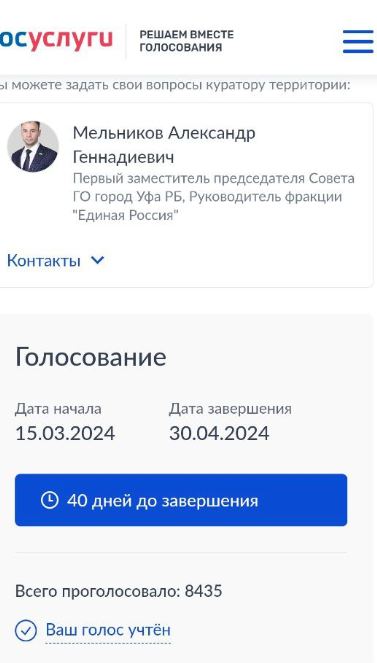 осуслуги
РЕШАЕМ ВМЕСТЕ
ГОЛОСОВАНИЯ
ы можете задать свои вопросы куратору территории:
Мельников Александр
Геннадиевич
Первый заместитель председателя Совета
ГО город Уфа РБ, Руководитель фракции
"Единая Россия"
Контакты
Голосование
Дата начала
Дата завершения
15.03.2024
30.04.2024
40 дней до завершения
Всего проголосовало: 8435
Ваш голос учтён